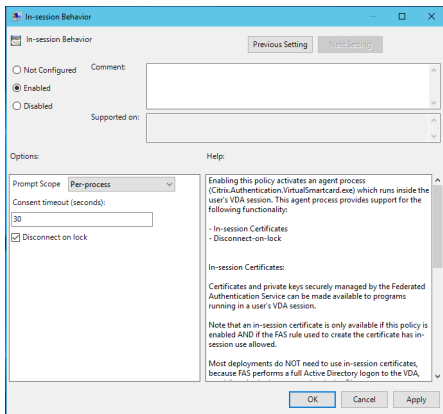 In-session Behavior
In-session Behavior
Previous Setting
Next Setting
Not Configured
Comment:
Enabled
Disabled
Supported on:
Options:
Help:
Prompt Scope Per-process
Consent timeout (seconds):
30
Disconnect on lock
Enabling this policy activates an agent process
(Citrix.Authentication.VirtualSmartcard.exe) which runs inside the
user's VDA session. This agent process provides support for the
following functionality:
- In-session Certificates
- Disconnect-on-lock
In-session Certificates:
Certificates and private keys securely managed by the Federated
Authentication Service can be made available to programs
running in a user's VDA session.
Note that an in-session certificate is only available if this policy is
enabled AND if the FAS rule used to create the certificate has in-
session use allowed.
Most deployments do NOT need to use in-session certificates,
because FAS performs a full Active Directory logon to the VDA,
OK
Cancel
Apply